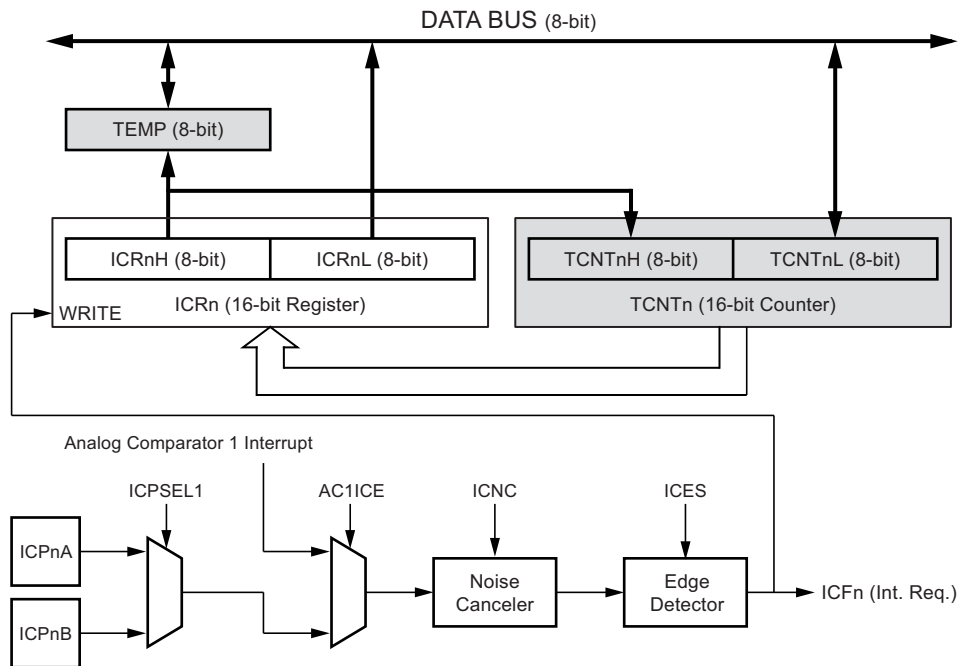 DATA BUS (8-bit)
TEMP (8-bit)
ICRnH (8-bit)
ICRnL (8-bit)
TCNTnH (8-bit)
TCNTnL (8-bit)
WRITE
ICRn (16-bit Register)
TCNTn (16-bit Counter)
Analog Comparator 1 Interrupt
ICPSEL1
AC1ICE
ICNC
ICES
ICPnA
ICPnB
Noise
Canceler
Edge
Detector
ICFn (Int. Req.)